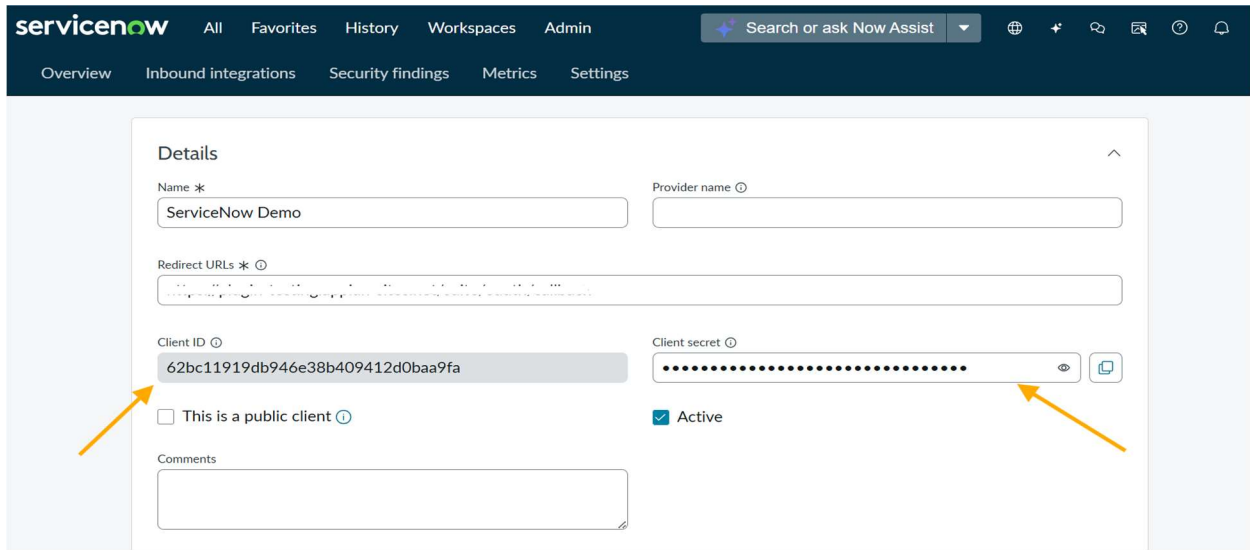 servicenow All Favorites History Workspaces Admin Search or ask Now Assist
Overview Inbound integrations Security findings Metrics Settings
Details
Name * Provider name
ServiceNow Demo
Redirect URLs *
Client ID Client secret
62bc11919db946e38b409412d0baa9fa ••••••••••••••••••••••••••••••••
This is a public client Active
Comments